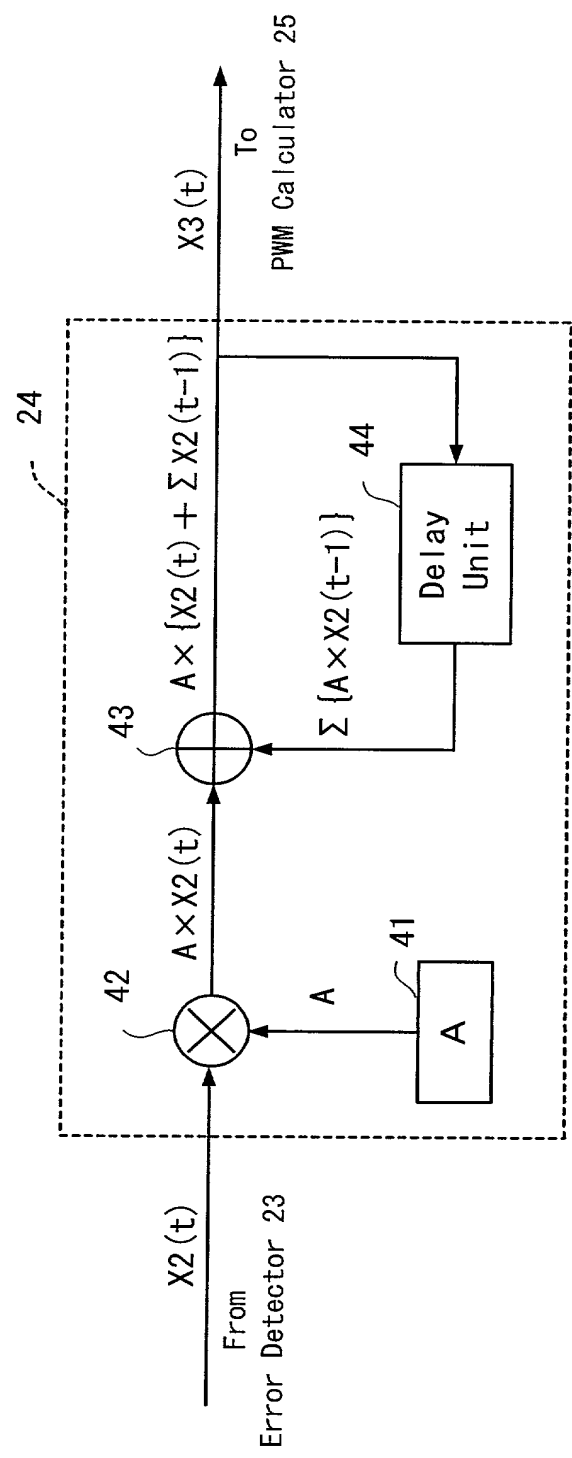 24
X2(t)
From
Error Detector 23
42
A×X2(t)
A
41
A
43
A×{X2(t)+ΣX2(t−1)}
Σ{A×X2(t−1)}
44
Delay
Unit
X3(t)
To
PWM Calculator 25